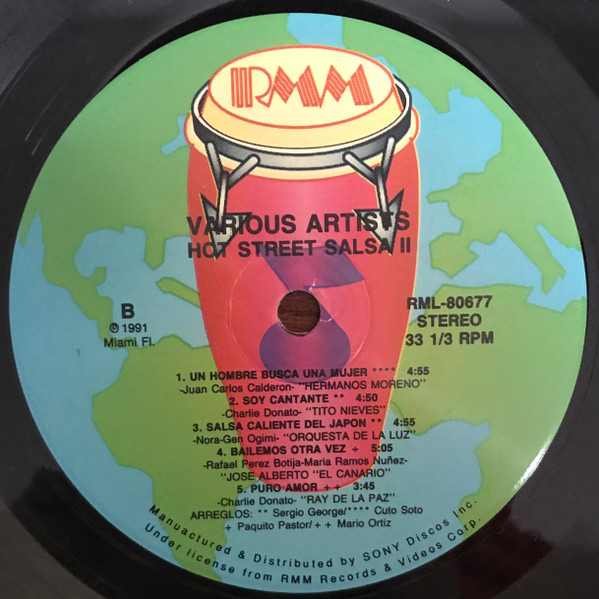 RMM
VARIOUS ARTISTS
HOT STREET SALSA II
B
℗ 1991
Miami Fl.
RML-80677
STEREO
33 1/3 RPM
1. UN HOMBRE BUSCA UNA MUJER **** 4:55
-Juan Carlos Calderon- "HERMANOS MORENO"
2. SOY CANTANTE ** 4:50
-Charlie Donato- "TITO NIEVES"
3. SALSA CALIENTE DEL JAPON ** 4:55
-Nora-Gen Ogimi- "ORQUESTA DE LA LUZ"
4. BAILEMOS OTRA VEZ + 5:05
-Rafael Perez Botija-Maria Ramos Nuñez-
"JOSE ALBERTO "EL CANARIO"
5. PURO AMOR ++ 3:45
-Charlie Donato- "RAY DE LA PAZ"
ARREGLOS: ** Sergio George/**** Cuto Soto
+ Paquito Pastor/++ Mario Ortiz
Manuactured & Distributed by SONY Discos Inc.
Under license from RMM Records & Videos Corp.